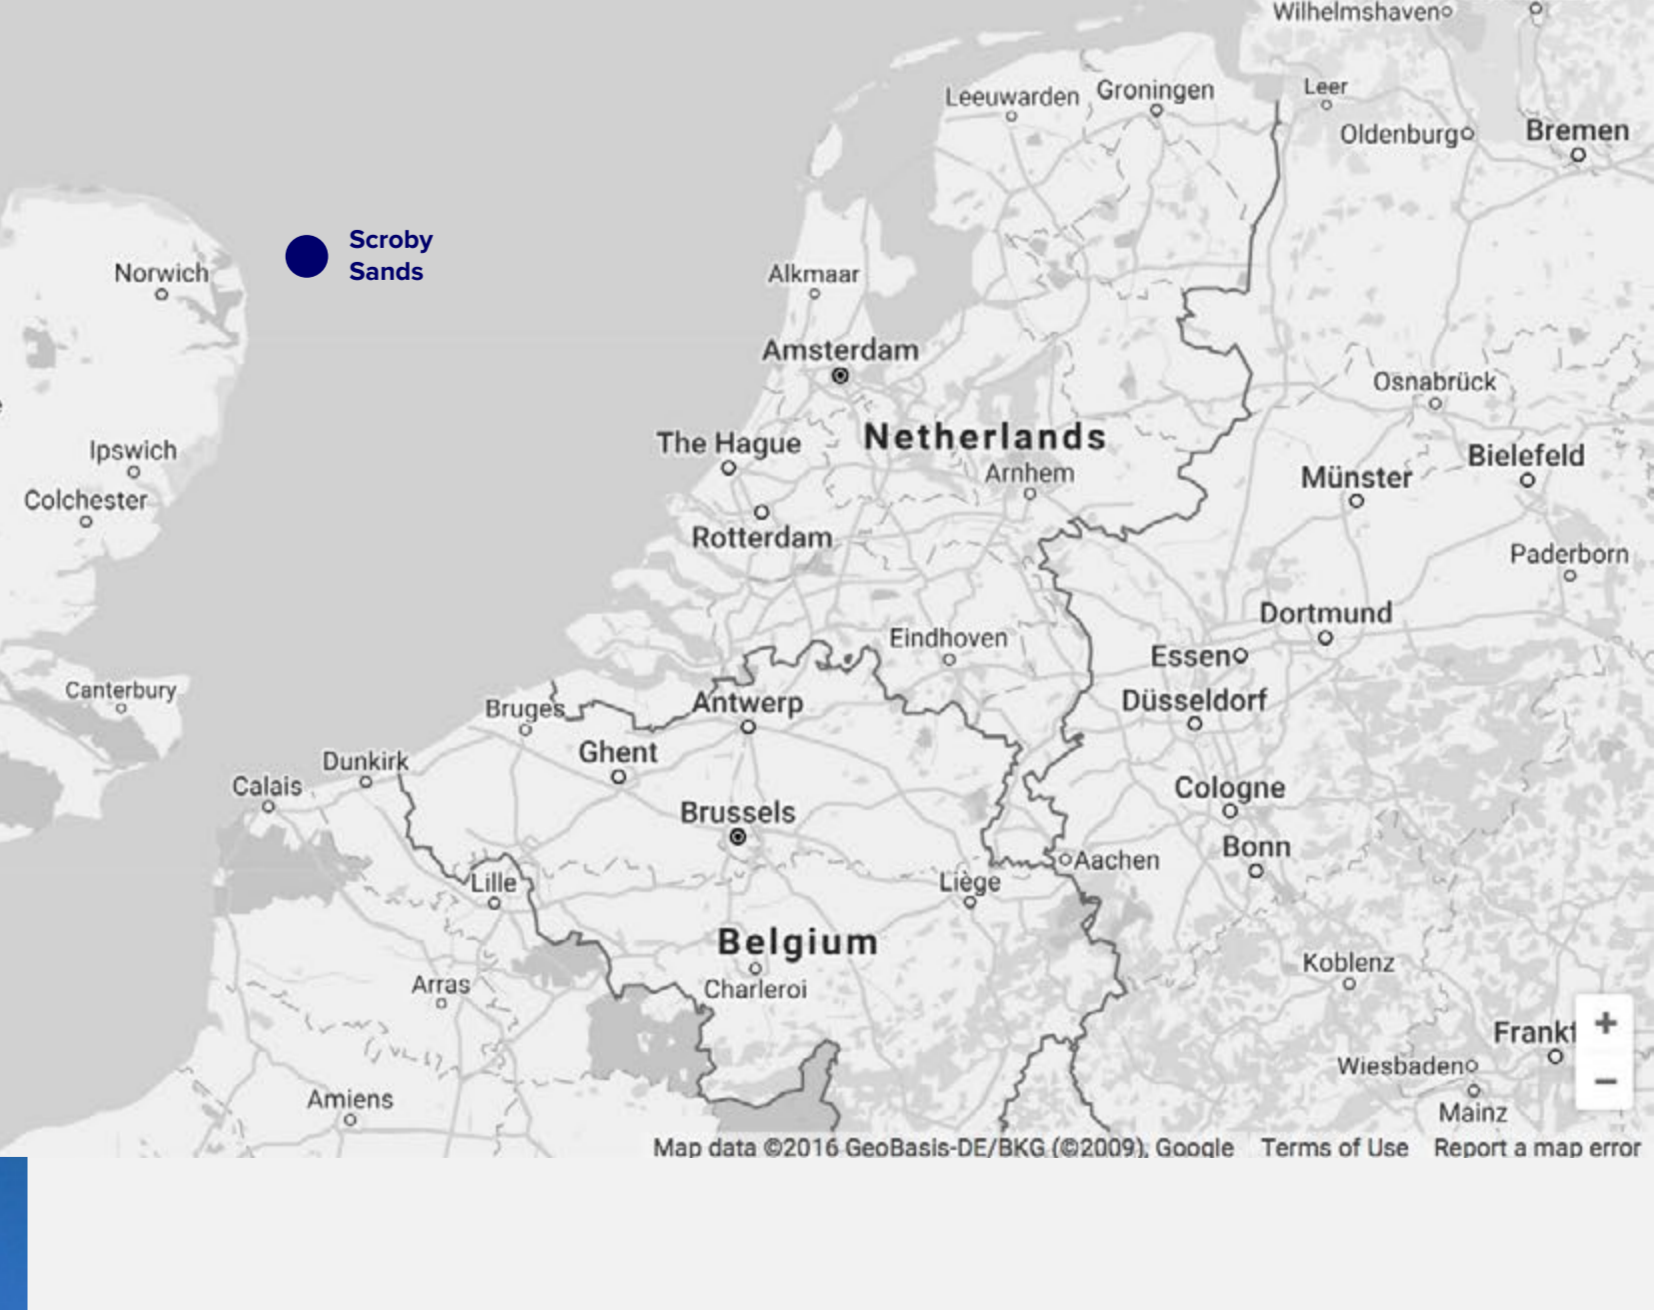 Wilhelmshaven
Leeuwarden
Groningen
Leer
Oldenburg
Bremen
Scroby
Sands
Norwich
Alkmaar
Amsterdam
Osnabrück
The Hague
Netherlands
Ipswich
Arnhem
Bielefeld
Münster
Colchester
Rotterdam
Paderborn
Dortmund
Eindhoven
Essen
Canterbury
Bruges
Antwerp
Düsseldorf
Ghent
Dunkirk
Calais
Cologne
Brussels
Bonn
Aachen
Lille
Liège
Belgium
Koblenz
Arras
Charleroi
+
Frankf
Wiesbaden
−
Amiens
Mainz
Map data ©2016 GeoBasis-DE/BKG (©2009), Google Terms of Use Report a map error